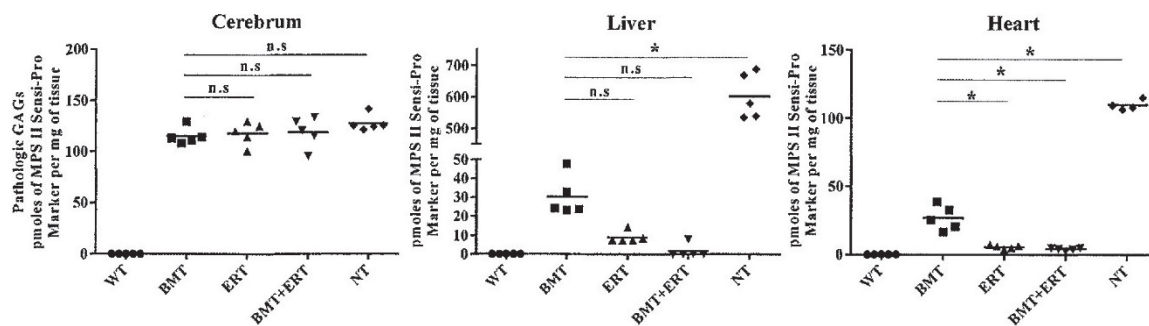 Cerebrum
Pathologic GAGs
pmoles of MPS II Sensi-Pro
Marker per mg of tissue
200
150
100
50
0
n.s
n.s
n.s
WT
BMT
ERT
BMT+ERT
NT
Liver
pmoles of MPS II Sensi-Pro
Marker per mg of tissue
700
600
500
50
40
30
20
10
0
*
n.s
n.s
WT
BMT
ERT
BMT+ERT
NT
Heart
pmoles of MPS II Sensi-Pro
Marker per mg of tissue
150
100
50
0
*
*
*
WT
BMT
ERT
BMT+ERT
NT